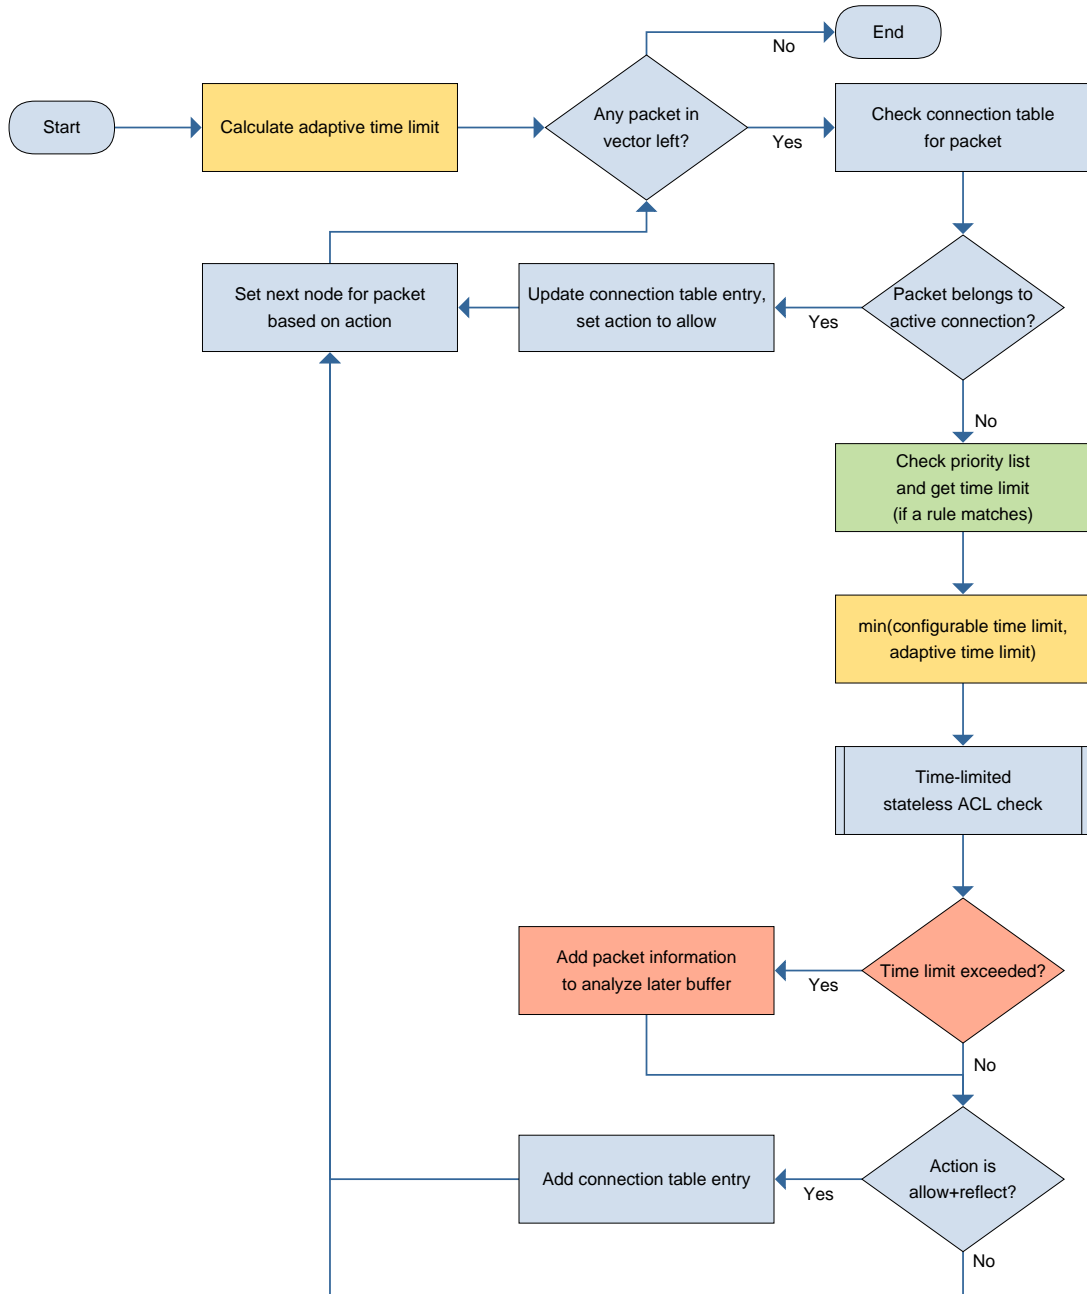 End
No
Start
Calculate adaptive time limit
Any packet in
vector left?
Yes
Check connection table
for packet
Set next node for packet
based on action
Update connection table entry,
set action to allow
Yes
Packet belongs to
active connection?
No
Check priority list
and get time limit
(if a rule matches)
min(configurable time limit,
adaptive time limit)
Time-limited
stateless ACL check
Add packet information
to analyze later buffer
Yes
Time limit exceeded?
No
Add connection table entry
Yes
Action is
allow+reflect?
No